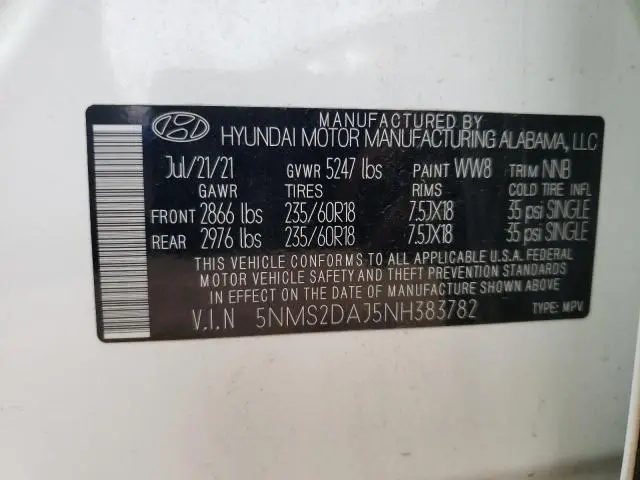 MANUFACTURED BY
HYUNDAI MOTOR MANUFACTURING ALABAMA, LLC
Jul/21/21 GVWR 5247 lbs PAINT WW8 TRIM NNB
GAWR TIRES RIMS COLD TIRE INFL
FRONT 2866 lbs 235/60R18 7.5JX18 35 psi SINGLE
REAR 2976 lbs 235/60R18 7.5JX18 35 psi SINGLE
THIS VEHICLE CONFORMS TO ALL APPLICABLE U.S.A. FEDERAL
MOTOR VEHICLE SAFETY AND THEFT PREVENTION STANDARDS
IN EFFECT ON THE DATE OF MANUFACTURE SHOWN ABOVE.
V.I.N 5NMS2DAJ5NH383782 TYPE: MPV